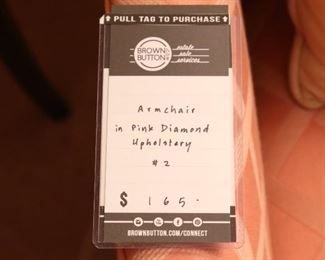 PULL TAG TO PURCHASE
BROWN BUTTON
estate
sale
services
Armchair
in Pink Diamond
Upholstery
#2
$ 165.
BROWNBUTTON.COM/CONNECT